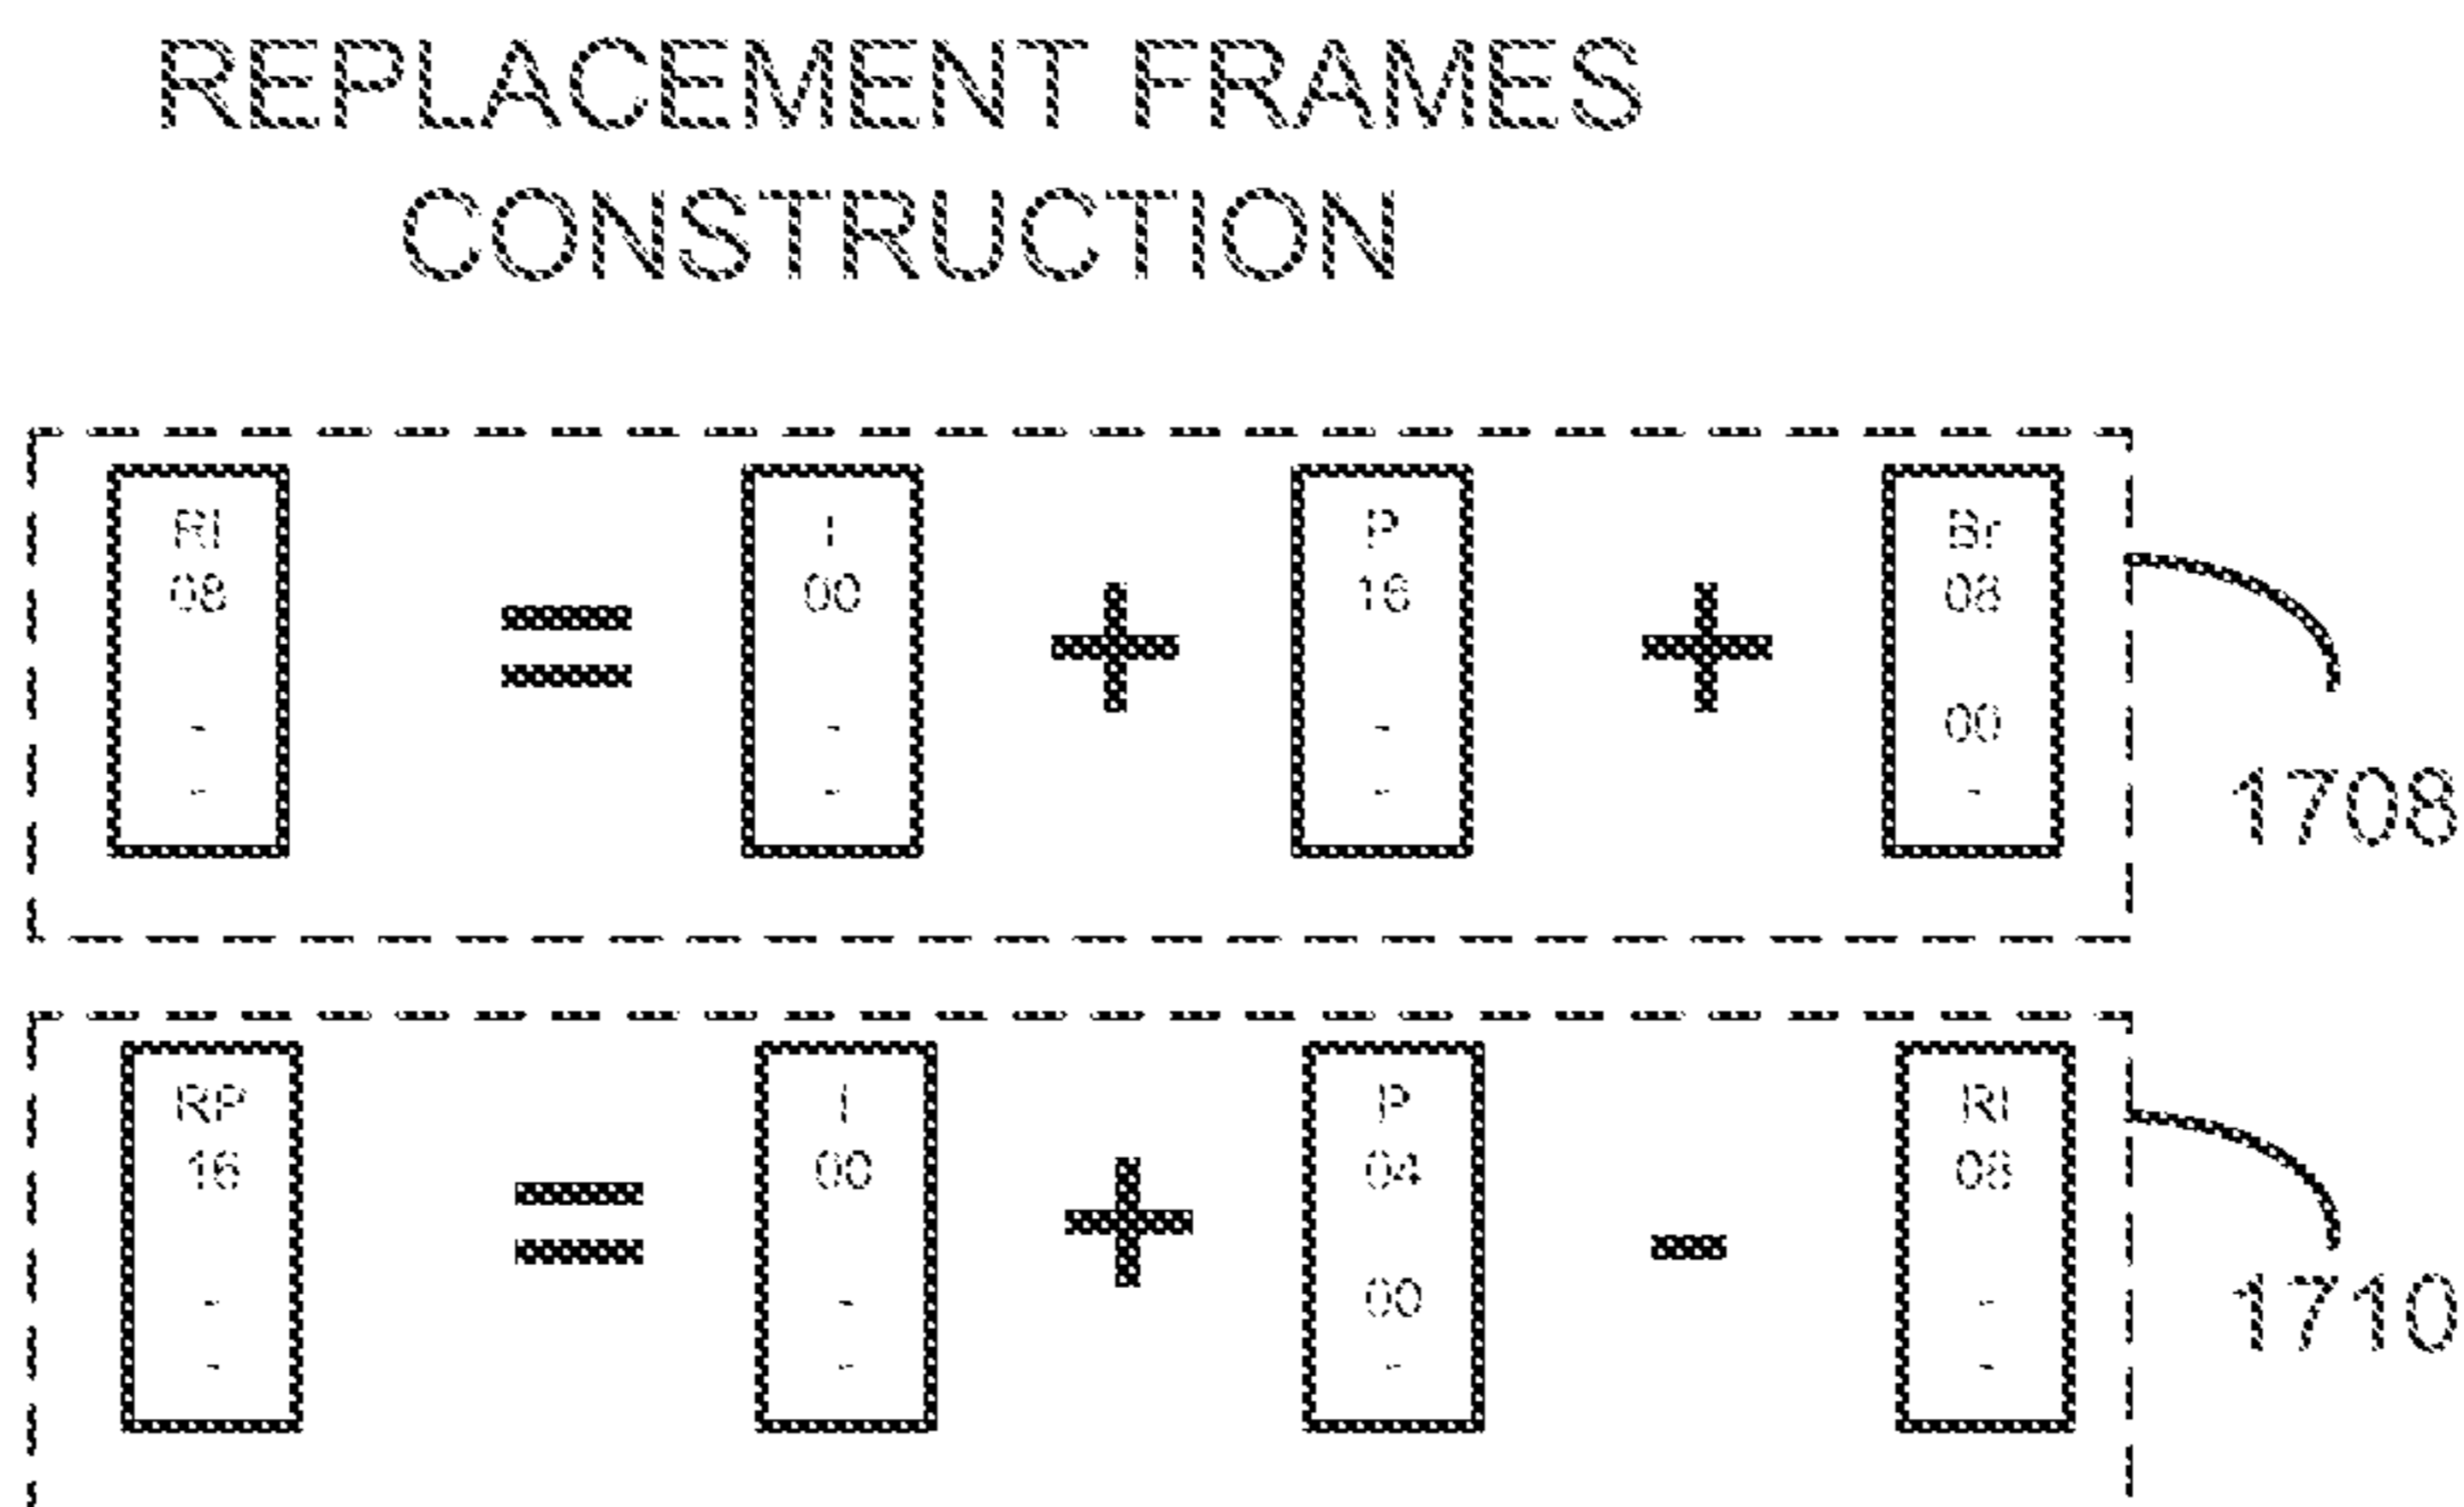 REPLACEMENT FRAMES
CONSTRUCTION
RI = I + P + Br
08 00 16 08
- - - 00
- - - -
1708
RP = I + P - RI
16 00 04 08
- - 00 -
- - - -
1710